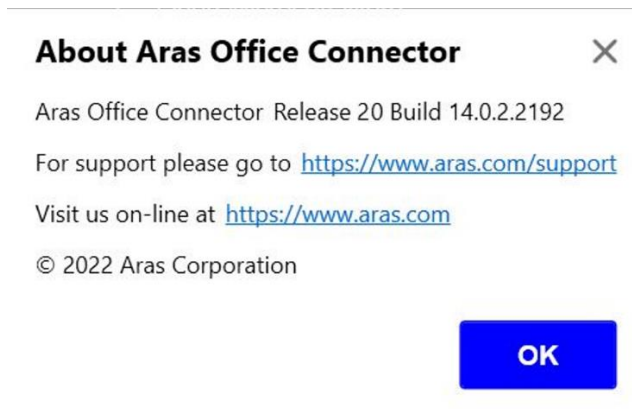 About Aras Office Connector
Aras Office Connector Release 20 Build 14.0.2.2192
For support please go to https://www.aras.com/support
Visit us on-line at https://www.aras.com
© 2022 Aras Corporation
OK